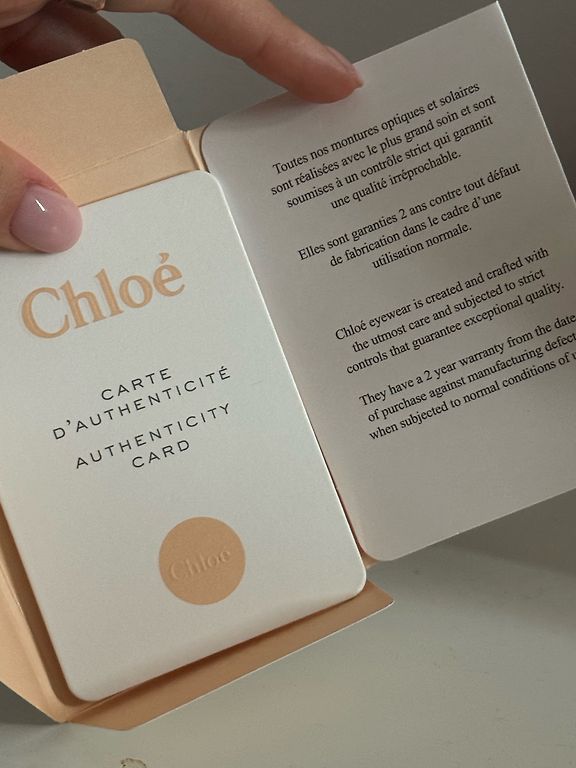 Chloé
CARTE
D'AUTHENTICITÉ
AUTHENTICITY
CARD
Chloé
Toutes nos montures optiques et solaires
sont réalisées avec le plus grand soin et sont
soumises à un contrôle strict qui garantit
une qualité irréprochable.
Elles sont garanties 2 ans contre tout défaut
de fabrication dans le cadre d'une
utilisation normale.
Chloé eyewear is created and crafted with
the utmost care and subjected to strict
controls that guarantee exceptional quality.
They have a 2 year warranty from the date
of purchase against manufacturing defect
when subjected to normal conditions of